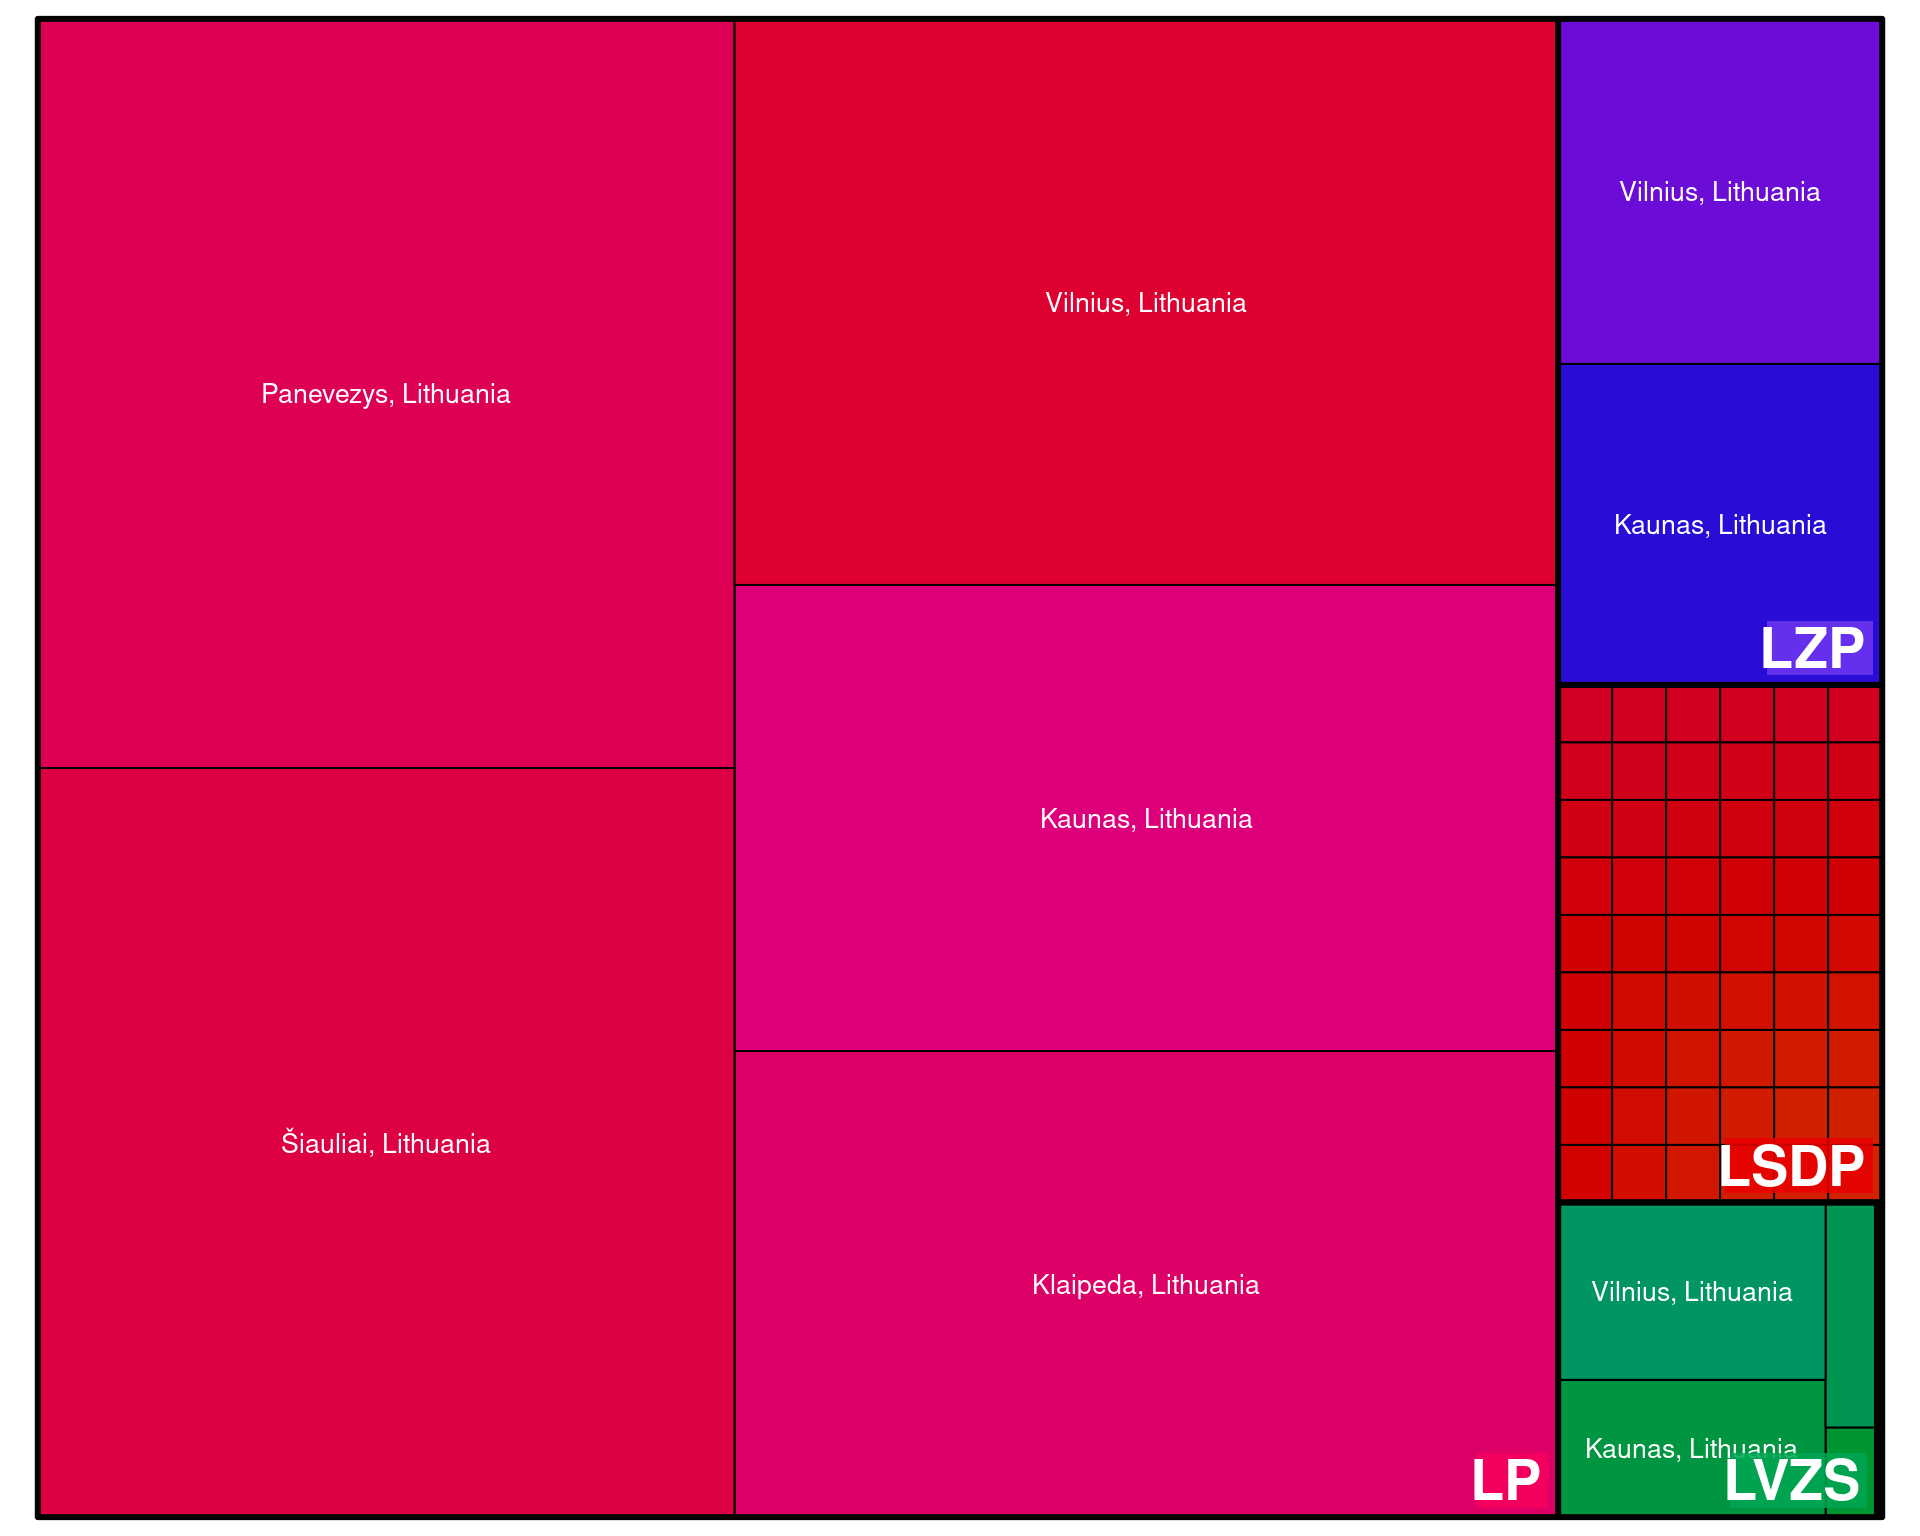 Panevezys, Lithuania
Šiauliai, Lithuania
Vilnius, Lithuania
Kaunas, Lithuania
Klaipeda, Lithuania
LP
Vilnius, Lithuania
Kaunas, Lithuania
LZP
LSDP
Vilnius, Lithuania
Kaunas, Lithuania
LVZS